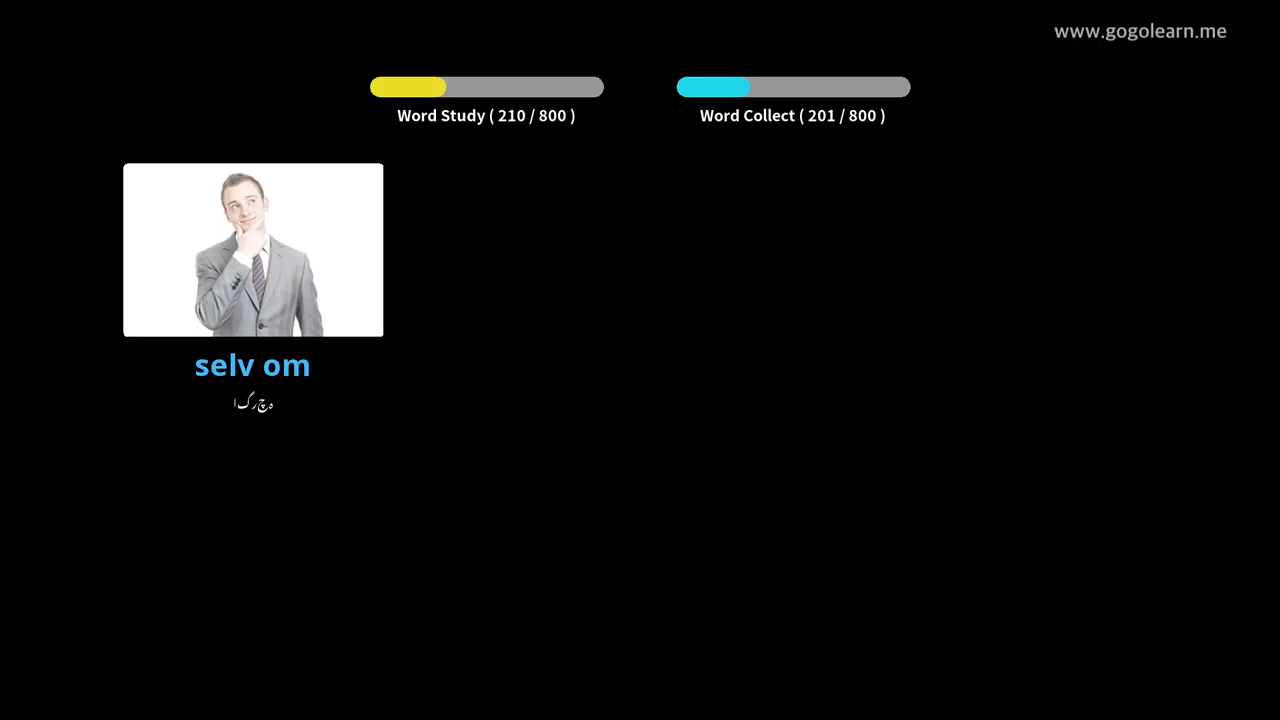 www.gogolearn.me
Word Study ( 210 / 800 )
Word Collect ( 201 / 800 )
selv om
اگرچہ